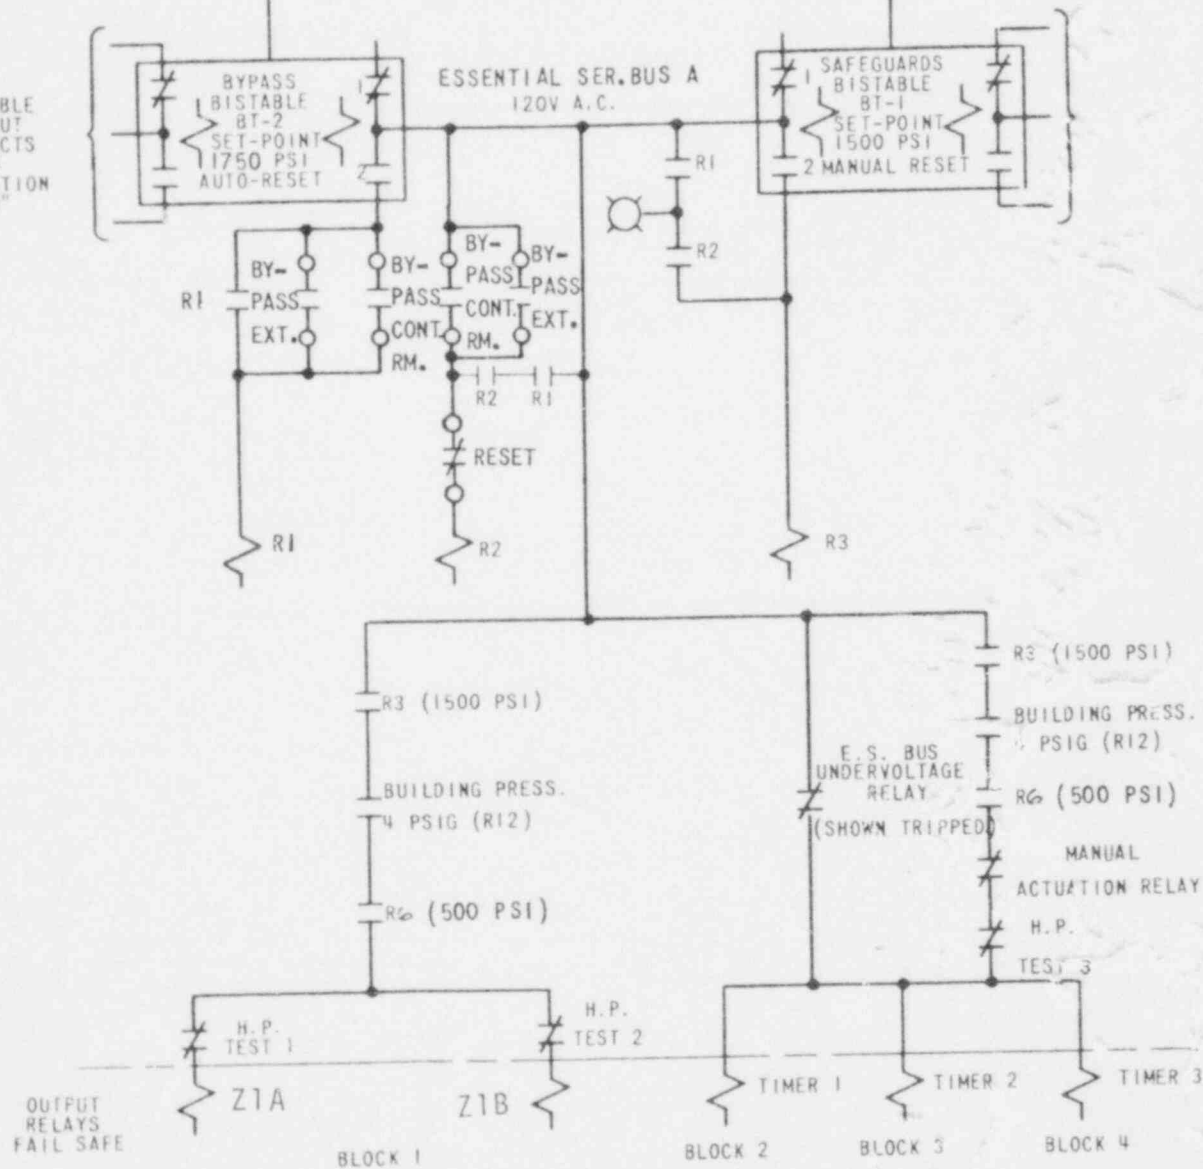 BLE
UT
CTS
TION
"
BYPASS
BISTABLE
BT-2
SET-POINT
1750 PSI
AUTO-RESET
1
2
ESSENTIAL SER. BUS A
120V A.C.
SAFEGUARDS
BISTABLE
BT-1
SET-POINT
1500 PSI
MANUAL RESET
1
2
R1
R2
R1
BY-
PASS
EXT.
BY-
PASS
CONT.
RM.
BY-
PASS
CONT.
RM.
BY-
PASS
EXT.
R2
R1
RESET
R1
R2
R3
R3 (1500 PSI)
BUILDING PRESS.
4 PSIG (R12)
R6 (500 PSI)
E.S. BUS
UNDERVOLTAGE
RELAY
(SHOWN TRIPPED)
R3 (1500 PSI)
BUILDING PRESS.
PSIG (R12)
R6 (500 PSI)
MANUAL
ACTUATION RELAY
H.P.
TEST 3
H.P.
TEST 1
H.P.
TEST 2
OUTPUT
RELAYS
FAIL SAFE
Z1A
Z1B
TIMER 1
TIMER 2
TIMER 3
BLOCK 1
BLOCK 2
BLOCK 3
BLOCK 4